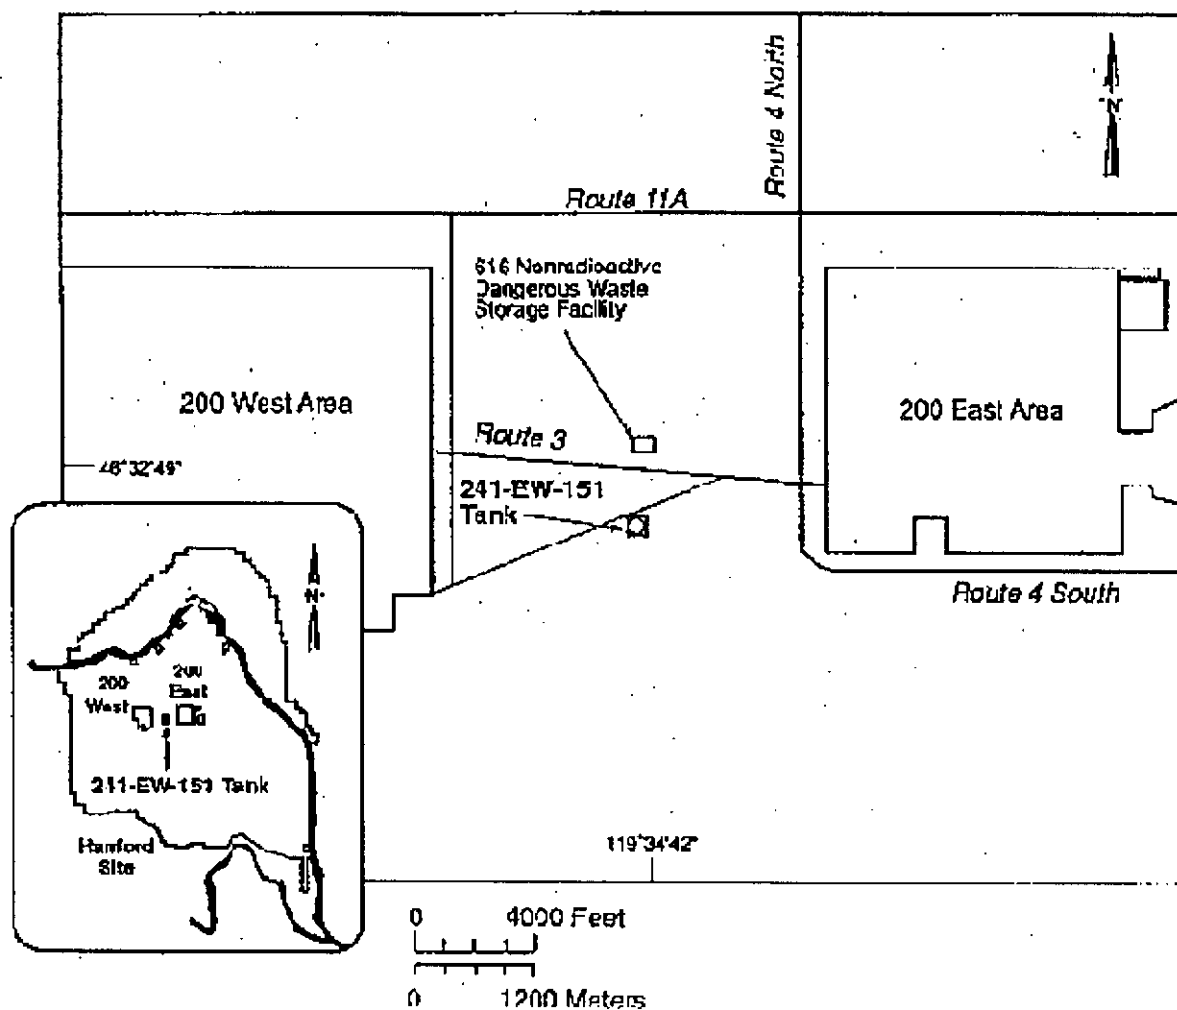 Route 4 North
N
Route 11A
616 Nonradioactive
Dangerous Waste
Storage Facility
200 West Area
200 East Area
Route 3
46°32'49"
241-EW-151
Tank
Route 4 South
N
200
West
200
East
241-EW-151 Tank
Hanford
Site
119°34'42"
0 4000 Feet
0 1200 Meters